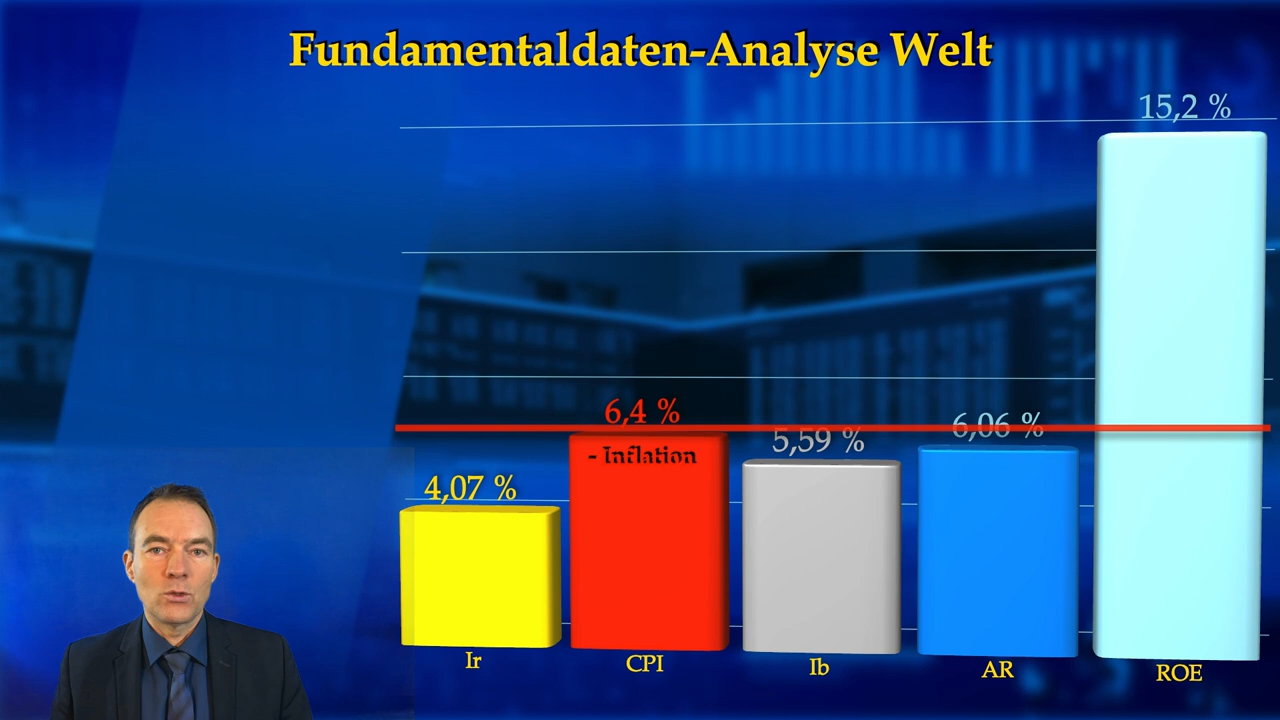 Fundamentaldaten-Analyse Welt
15,2 %
6,4 %
6,06 %
5,59 %
- Inflation
4,07 %
Ir
CPI
Ib
AR
ROE